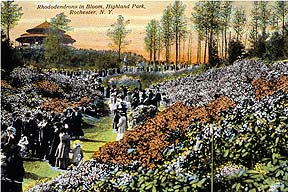 Rhododendrons in Bloom, Highland Park,
Rochester, N. Y.